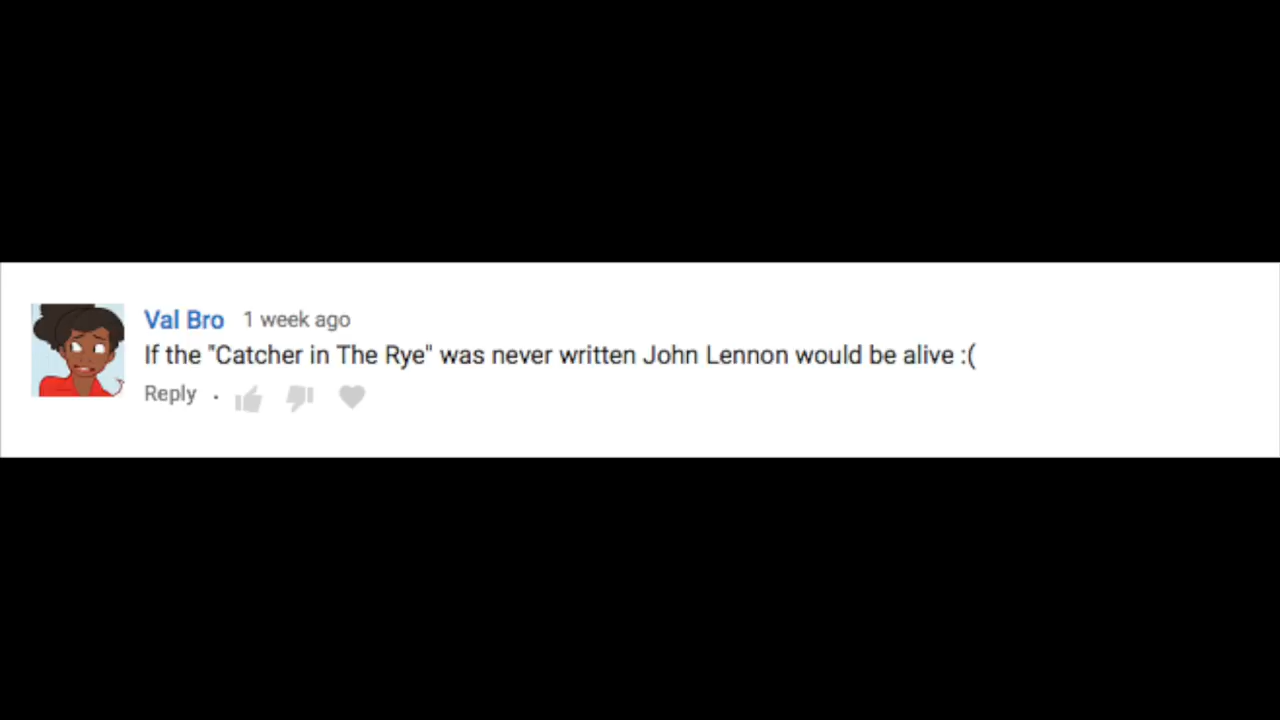 Val Bro 1 week ago
If the "Catcher in The Rye" was never written John Lennon would be alive :(
Reply .